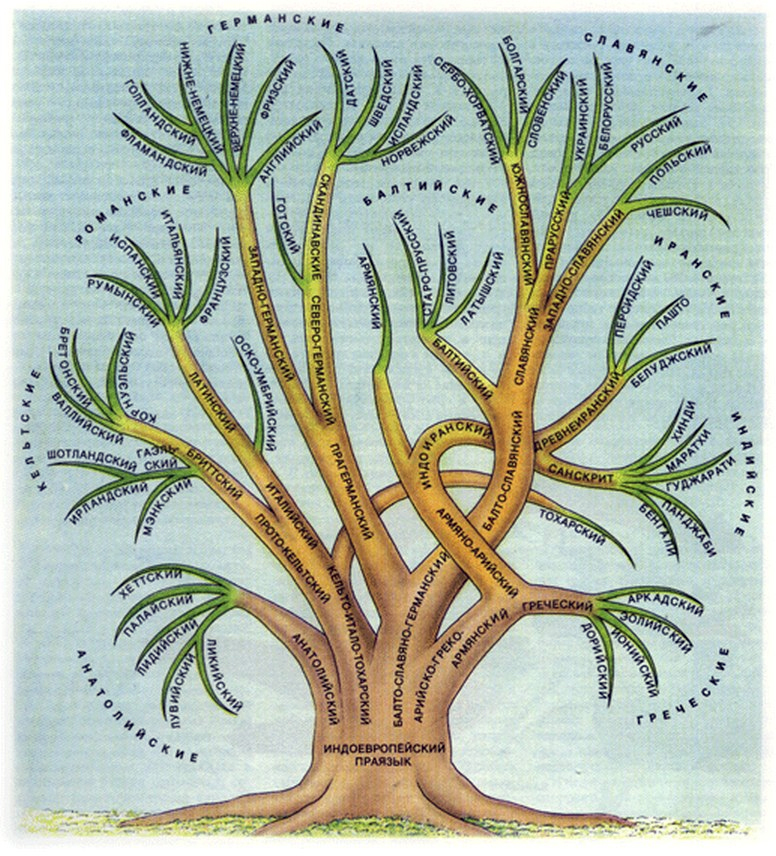 ГЕРМАНСКИЕ
СЛАВЯНСКИЕ
РОМАНСКИЕ
БАЛТИЙСКИЕ
ИРАНСКИЕ
КЕЛЬТСКИЕ
ИНДИЙСКИЕ
АНАТОЛИЙСКИЕ
ГРЕЧЕСКИЕ
ФЛАМАНДСКИЙ
ГОЛЛАНДСКИЙ
НИЖНЕ-НЕМЕЦКИЙ
ВЕРХНЕ-НЕМЕЦКИЙ
ФРИЗСКИЙ
АНГЛИЙСКИЙ
ДАТСКИЙ
ШВЕДСКИЙ
ИСЛАНДСКИЙ
НОРВЕЖСКИЙ
СЕРБО-ХОРВАТСКИЙ
БОЛГАРСКИЙ
СЛОВЕНСКИЙ
УКРАИНСКИЙ
БЕЛОРУССКИЙ
РУССКИЙ
ПОЛЬСКИЙ
ЧЕШСКИЙ
ГОТСКИЙ
СКАНДИНАВСКИЕ
СЕВЕРО-ГЕРМАНСКИЙ
ЗАПАДНО-ГЕРМАНСКИЙ
ПРАГЕРМАНСКИЙ
ЮЖНОСЛАВЯНСКИЙ
ПРАРУССКИЙ
ЗАПАДНО-СЛАВЯНСКИЙ
СЛАВЯНСКИЙ
РУМЫНСКИЙ
ИСПАНСКИЙ
ИТАЛЬЯНСКИЙ
ФРАНЦУЗСКИЙ
ЛАТИНСКИЙ
ОСКО-УМБРИЙСКИЙ
ИТАЛИЙСКИЙ
АРМЯНСКИЙ
СТАРО-ПРУССКИЙ
ЛИТОВСКИЙ
ЛАТЫШСКИЙ
БАЛТИЙСКИЙ
БАЛТО-СЛАВЯНСКИЙ
ПЕРСИДСКИЙ
ПАШТО
БЕЛУДЖСКИЙ
ДРЕВНЕИРАНСКИЙ
ИНДО ИРАНСКИЙ
САНСКРИТ
ХИНДИ
МАРАТХИ
ГУДЖАРАТИ
ПАНДЖАБИ
БЕНГАЛИ
БРЕТОНСКИЙ
КОРНУЭЛЬСКИЙ
ВАЛЛИЙСКИЙ
БРИТТСКИЙ
ШОТЛАНДСКИЙ
ГАЭЛЬ-
СКИЙ
ИРЛАНДСКИЙ
МЭНКСКИЙ
ПРОТО-КЕЛЬТСКИЙ
ТОХАРСКИЙ
АРМЯНО-АРИЙСКИЙ
ХЕТТСКИЙ
ПАЛАЙСКИЙ
ЛИДИЙСКИЙ
ЛУВИЙСКИЙ
ЛИКИЙСКИЙ
АНАТОЛИЙСКИЙ
КЕЛЬТО-ИТАЛО-ТОХАРСКИЙ
БАЛТО-СЛАВЯНО-ГЕРМАНСКИЙ
АРИЙСКО-ГРЕКО-
АРМЯНСКИЙ
ГРЕЧЕСКИЙ
АРКАДСКИЙ
ЭОЛИЙСКИЙ
ИОНИЙСКИЙ
ДОРИЙСКИЙ
ИНДОЕВРОПЕЙСКИЙ
ПРАЯЗЫК